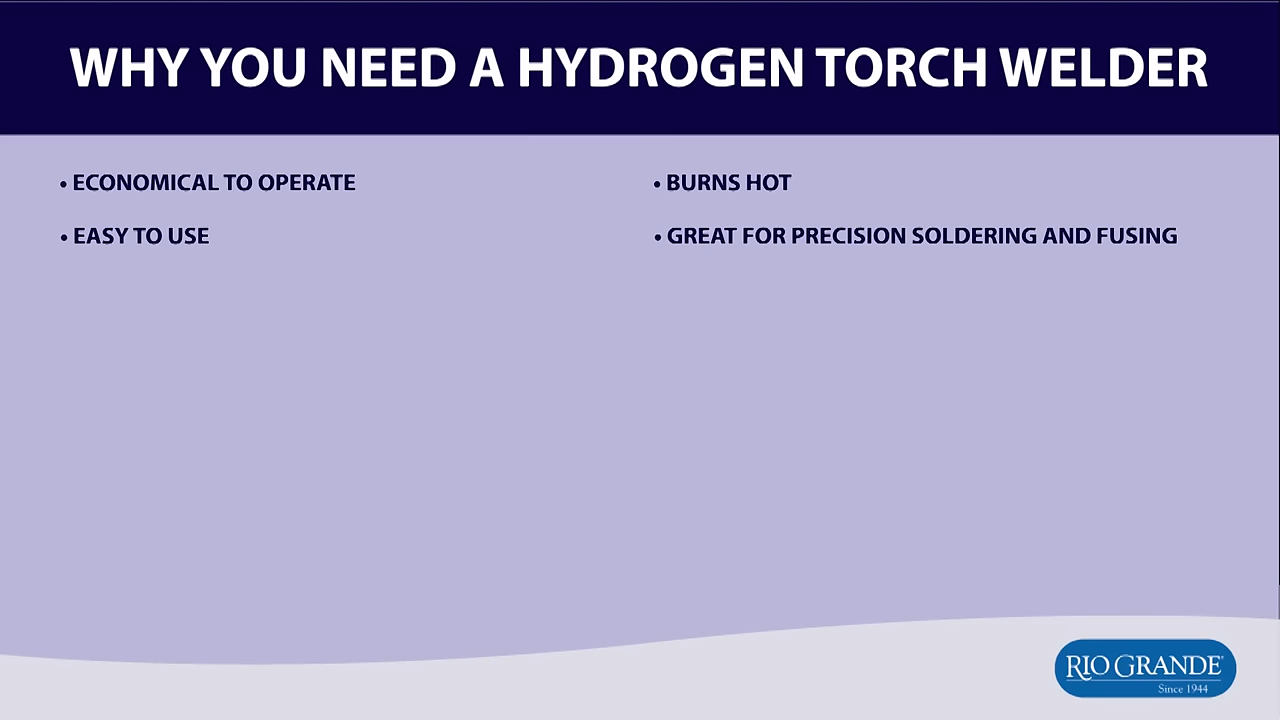 WHY YOU NEED A HYDROGEN TORCH WELDER
• ECONOMICAL TO OPERATE
• EASY TO USE
• BURNS HOT
• GREAT FOR PRECISION SOLDERING AND FUSING
RIO GRANDE®
Since 1944